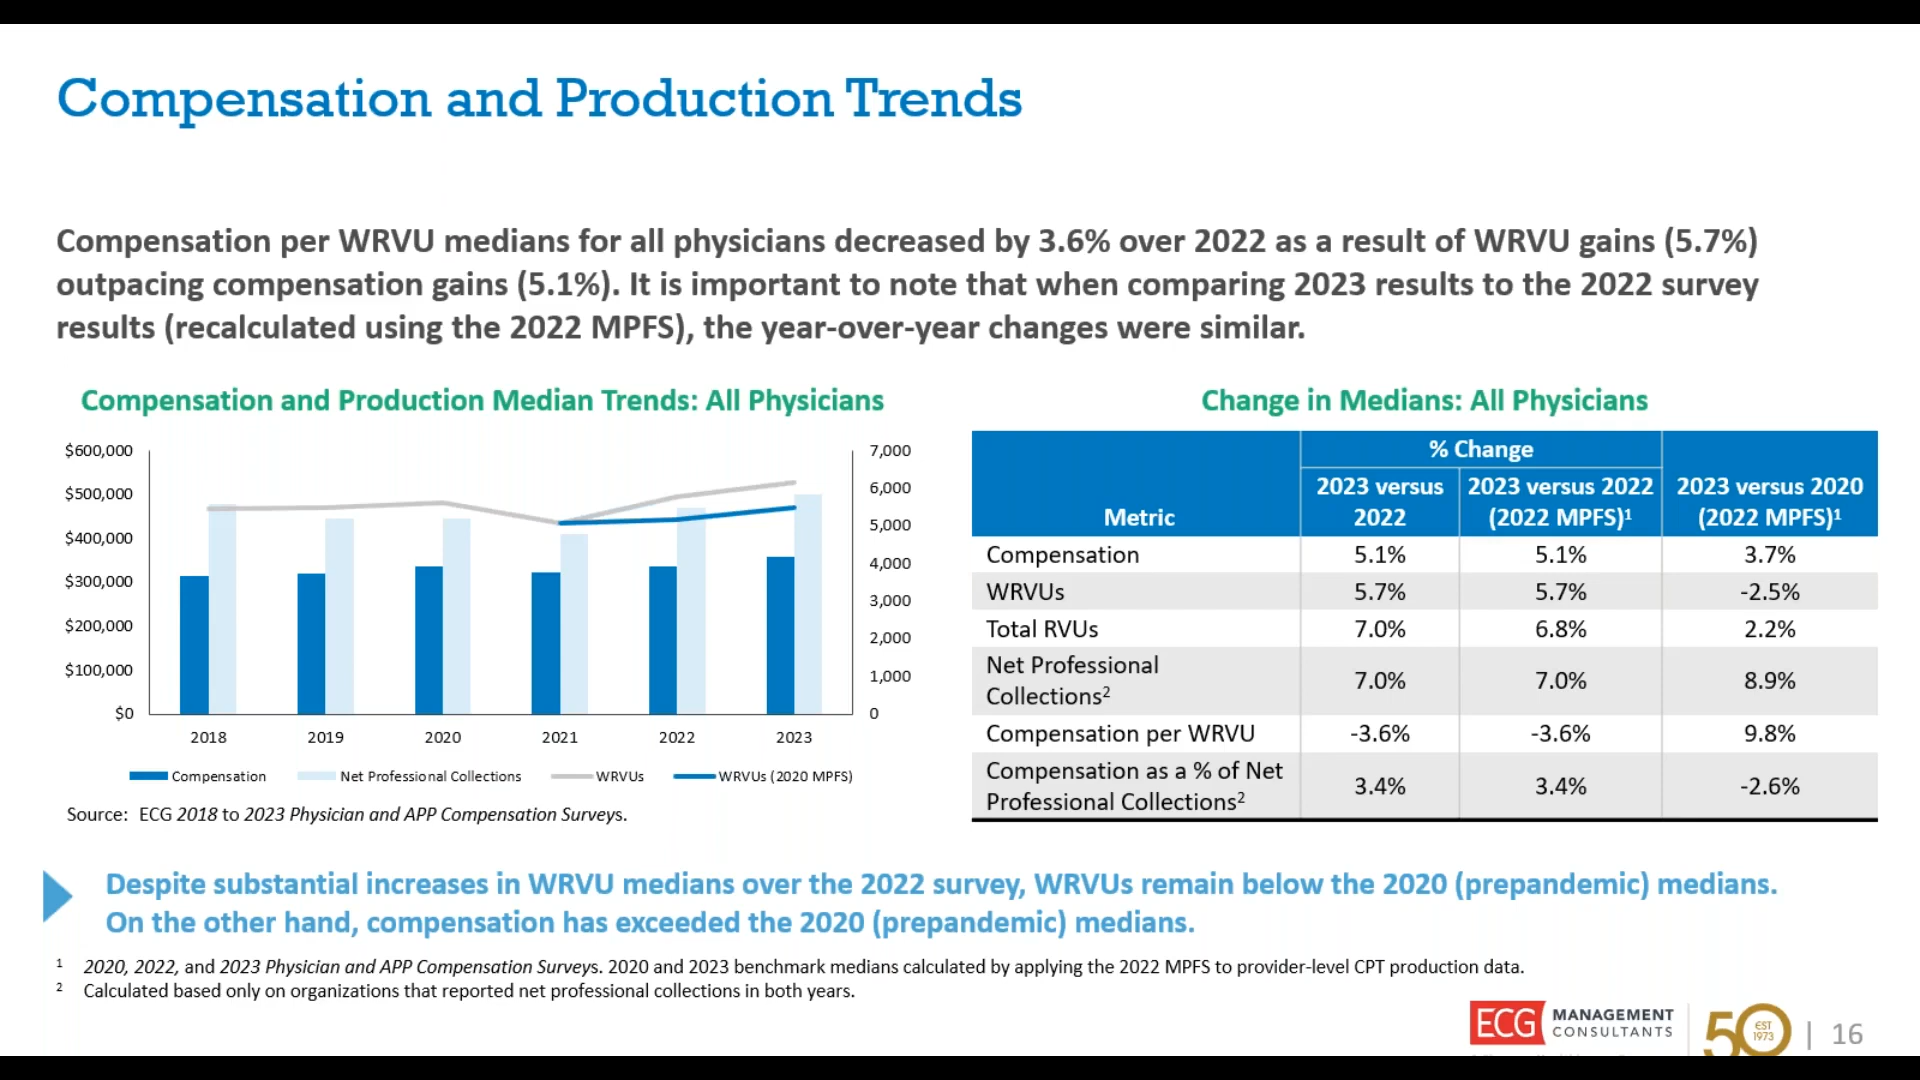 Compensation and Production Trends
Compensation per WRVU medians for all physicians decreased by 3.6% over 2022 as a result of WRVU gains (5.7%)
outpacing compensation gains (5.1%). It is important to note that when comparing 2023 results to the 2022 survey
results (recalculated using the 2022 MPFS), the year-over-year changes were similar.
Compensation and Production Median Trends: All Physicians
$600,000
$500,000
$400,000
$300,000
$200,000
$100,000
$0
7,000
6,000
5,000
4,000
3,000
2,000
1,000
0
2018 2019 2020 2021 2022 2023
Compensation Net Professional Collections WRVUs WRVUs (2020 MPFS)
Source: ECG 2018 to 2023 Physician and APP Compensation Surveys.
Change in Medians: All Physicians
% Change
2023 versus 2023 versus 2022 2023 versus 2020
Metric 2022 (2022 MPFS)¹ (2022 MPFS)¹
Compensation 5.1% 5.1% 3.7%
WRVUs 5.7% 5.7% -2.5%
Total RVUs 7.0% 6.8% 2.2%
Net Professional
Collections² 7.0% 7.0% 8.9%
Compensation per WRVU -3.6% -3.6% 9.8%
Compensation as a % of Net
Professional Collections² 3.4% 3.4% -2.6%
Despite substantial increases in WRVU medians over the 2022 survey, WRVUs remain below the 2020 (prepandemic) medians.
On the other hand, compensation has exceeded the 2020 (prepandemic) medians.
¹ 2020, 2022, and 2023 Physician and APP Compensation Surveys. 2020 and 2023 benchmark medians calculated by applying the 2022 MPFS to provider-level CPT production data.
² Calculated based only on organizations that reported net professional collections in both years.
ECG MANAGEMENT
CONSULTANTS
50 EST
1973
| 16